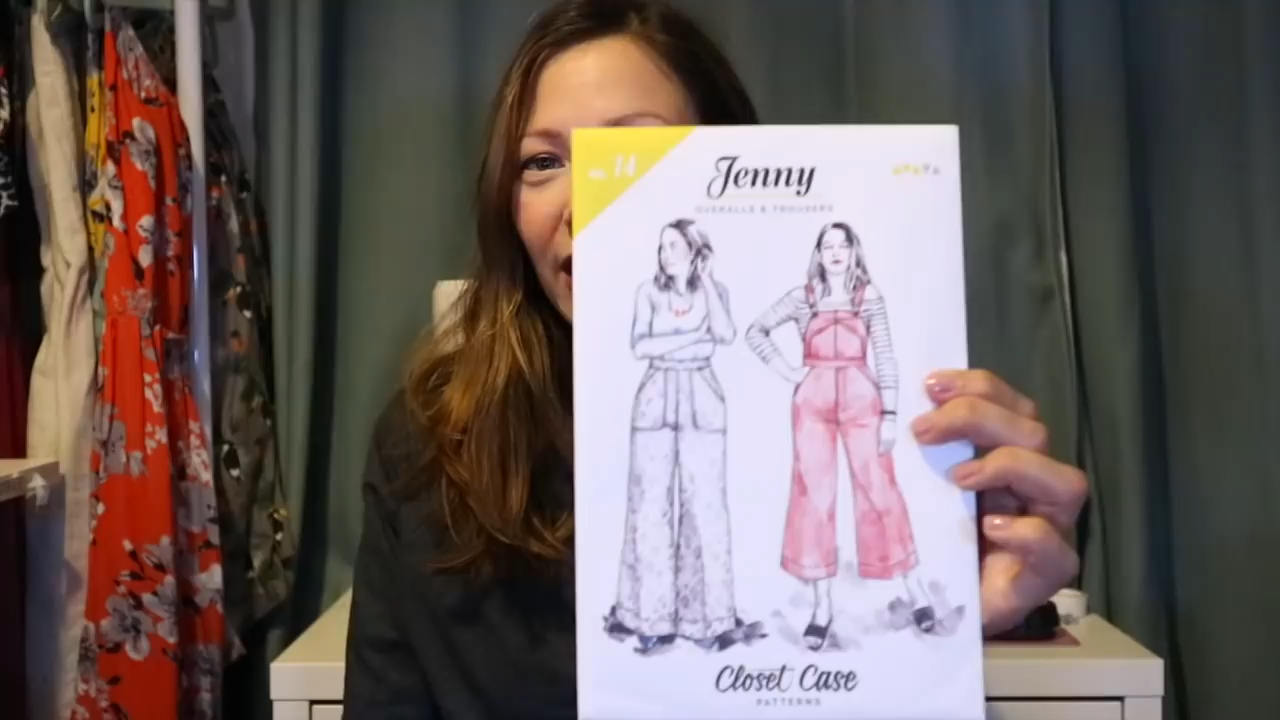 no. 14
Jenny
OVERALLS & TROUSERS
Closet Case
PATTERNS